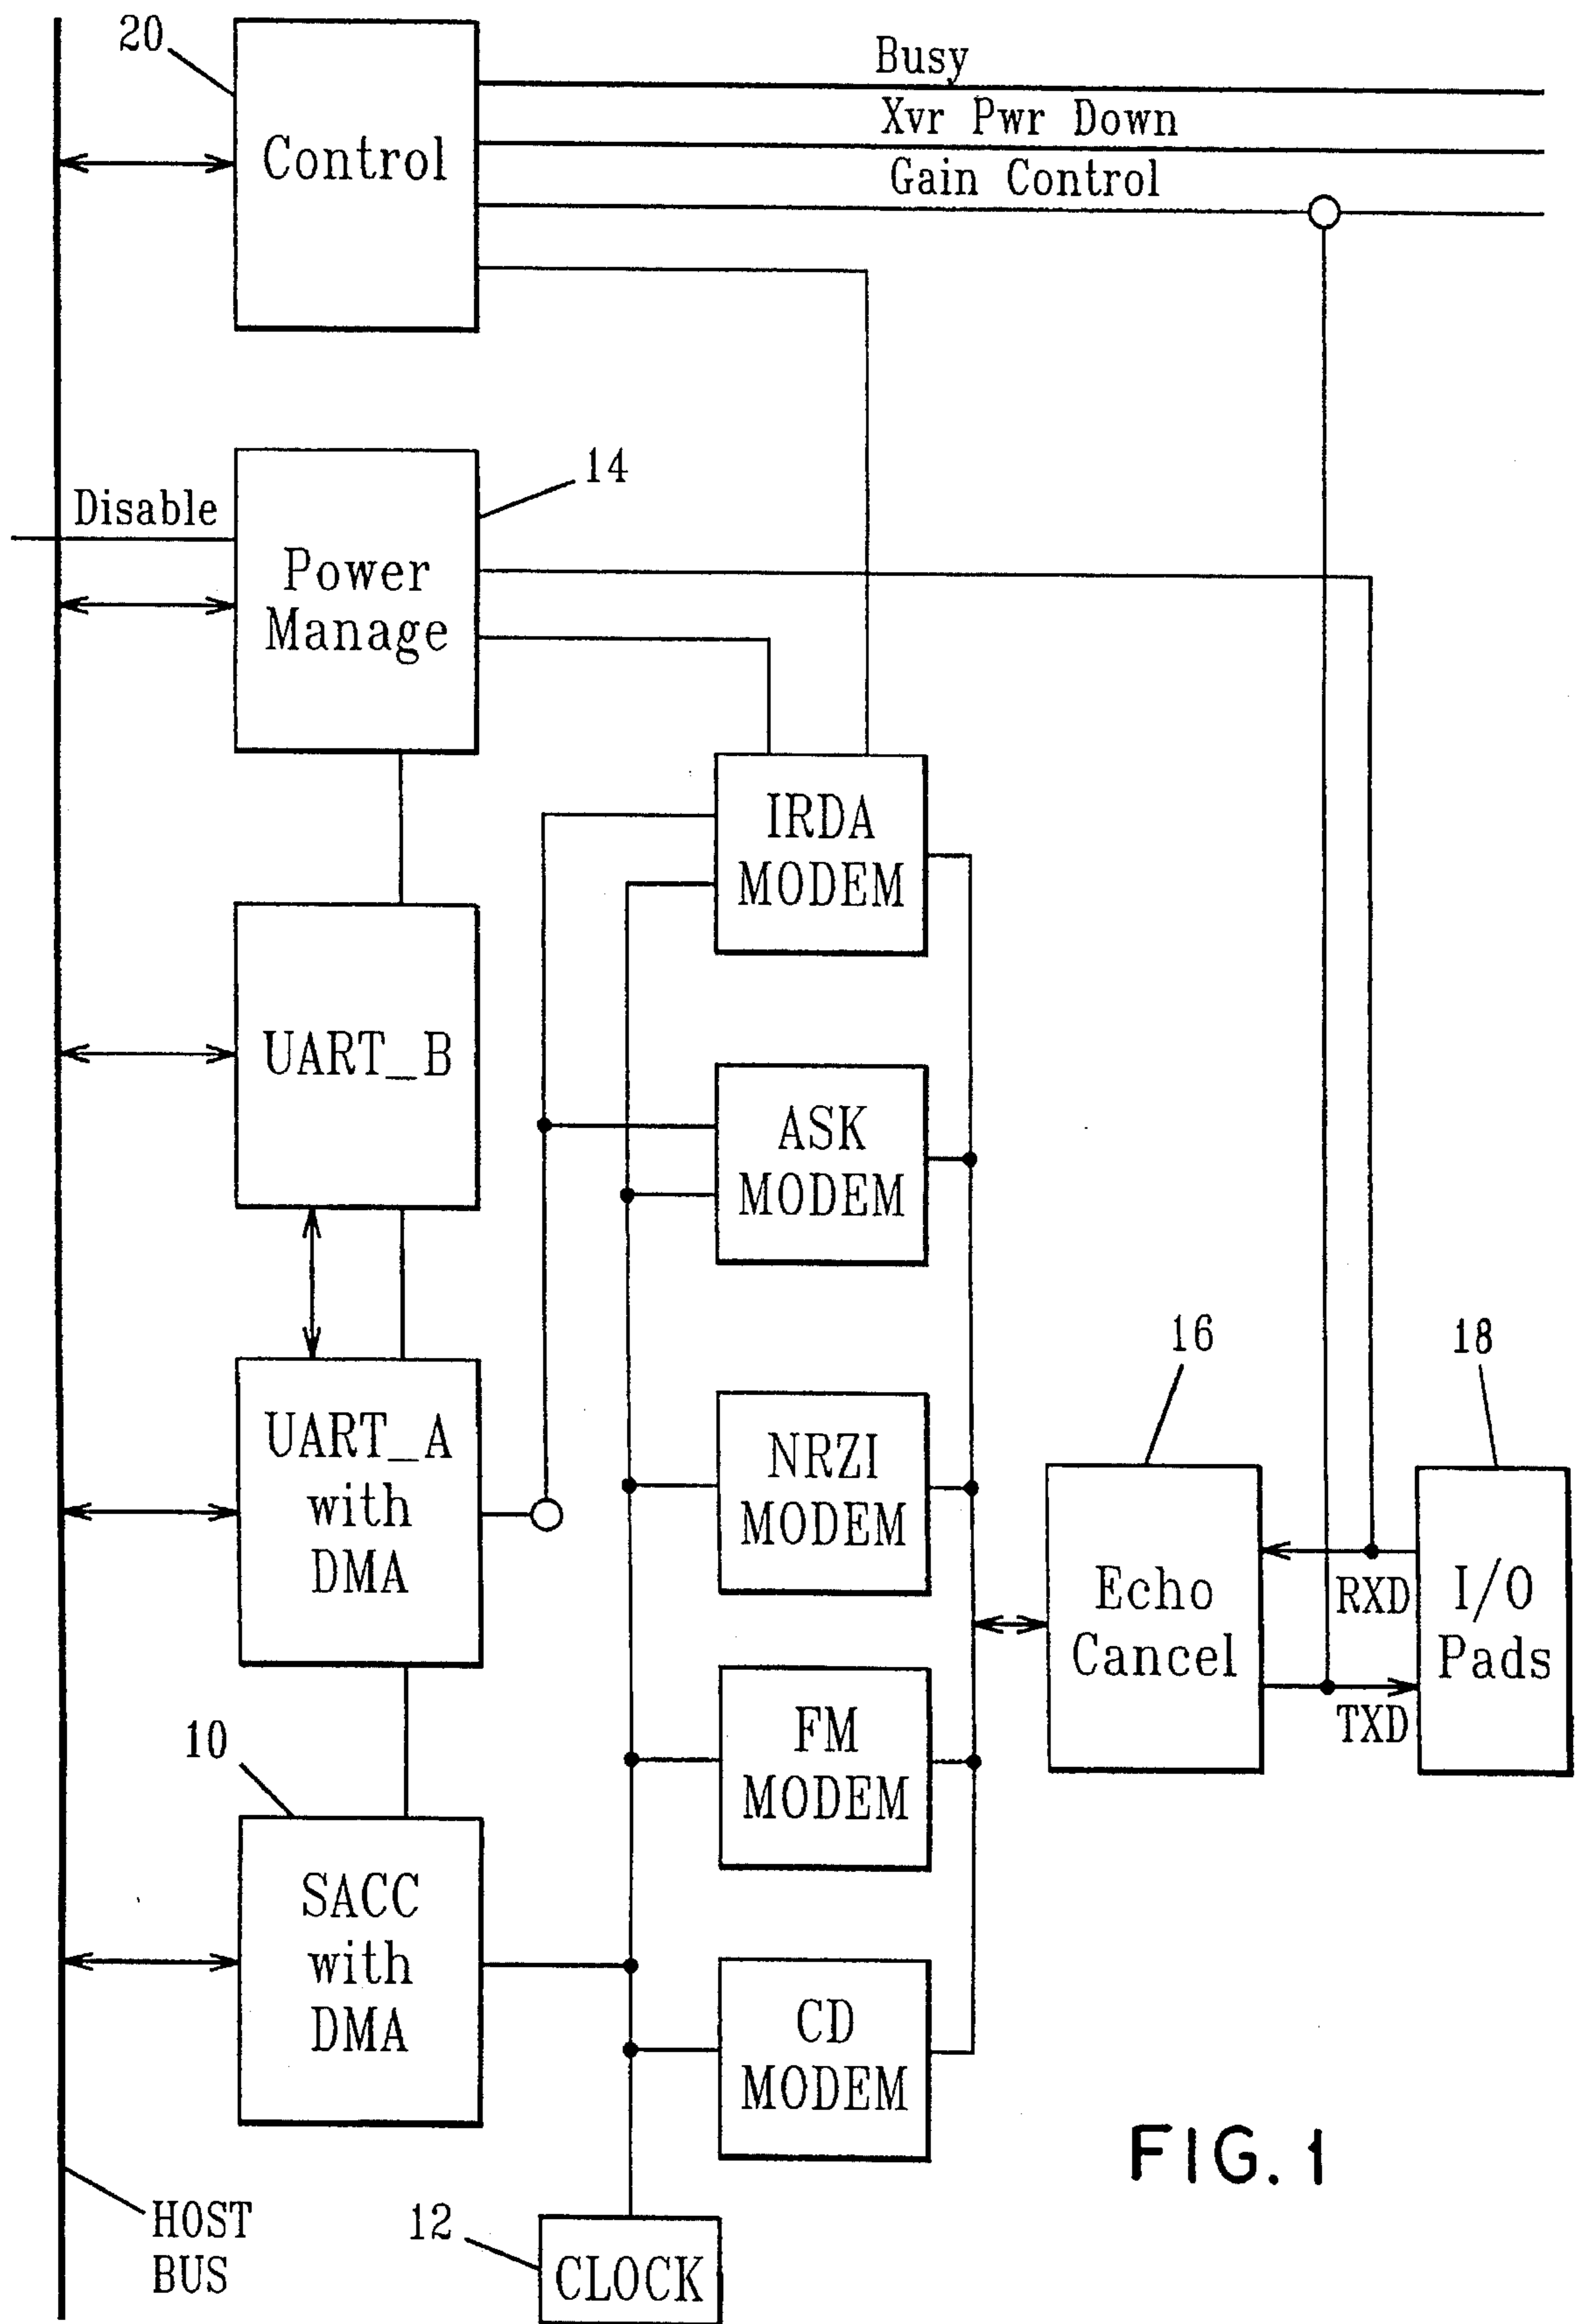 20
Control
Busy
Xvr Pwr Down
Gain Control
Disable
Power
Manage
14
IRDA
MODEM
UART_B
ASK
MODEM
UART_A
with
DMA
NRZI
MODEM
16
18
Echo
Cancel
RXD
TXD
I/O
Pads
FM
MODEM
10
SACC
with
DMA
CD
MODEM
HOST
BUS
12
CLOCK
FIG. 1